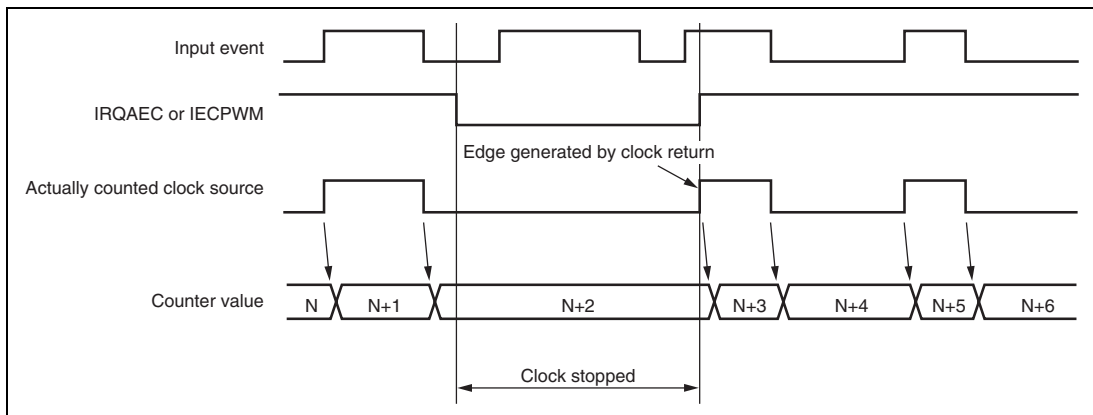 Input event
IRQAEC or IECPWM
Edge generated by clock return
Actually counted clock source
Counter value
N
N+1
N+2
N+3
N+4
N+5
N+6
Clock stopped